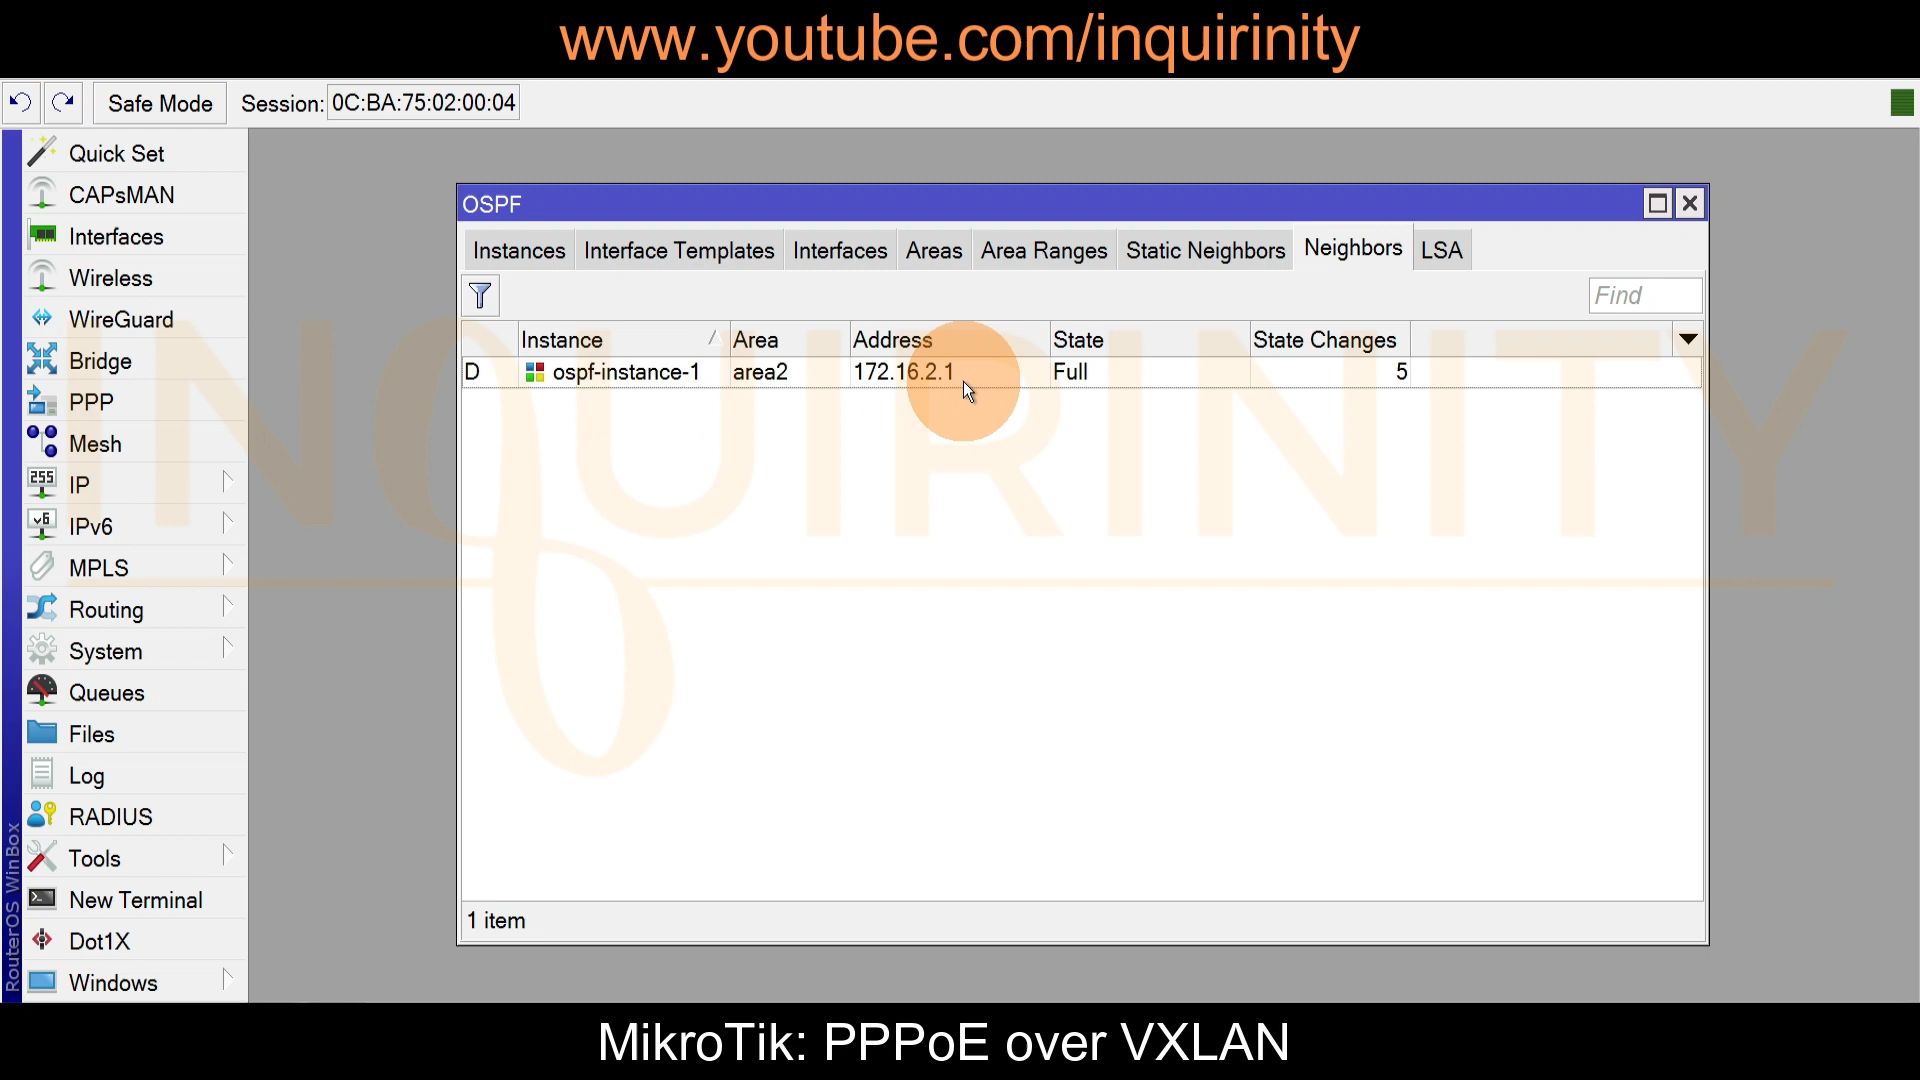 www.youtube.com/inquirinity
Safe Mode Session: 0C:BA:75:02:00:04
Quick Set
CAPsMAN
Interfaces
Wireless
WireGuard
Bridge
PPP
Mesh
255 IP
v6 IPv6
MPLS
Routing
System
Queues
Files
Log
RADIUS
Tools
New Terminal
Dot1X
Windows
RouterOS WinBox
OSPF
Instances Interface Templates Interfaces Areas Area Ranges Static Neighbors Neighbors LSA
Find
Instance Area Address State State Changes
D ospf-instance-1 area2 172.16.2.1 Full 5
1 item
INQUIRINITY
MikroTik: PPPoE over VXLAN